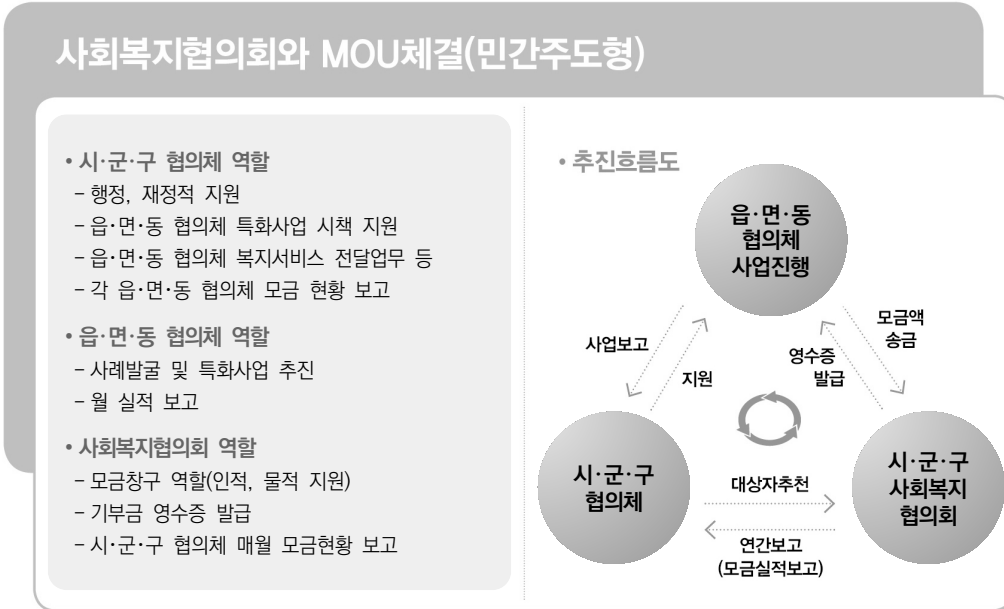 사회복지협의회와 MOU체결(민간주도형)
• 시·군·구 협의체 역할
– 행정, 재정적 지원
– 읍·면·동 협의체 특화사업 시책 지원
– 읍·면·동 협의체 복지서비스 전달업무 등
– 각 읍·면·동 협의체 모금 현황 보고
• 읍·면·동 협의체 역할
– 사례발굴 및 특화사업 추진
– 월 실적 보고
• 사회복지협의회 역할
– 모금창구 역할(인적, 물적 지원)
– 기부금 영수증 발급
– 시·군·구 협의체 매월 모금현황 보고
• 추진흐름도
읍·면·동
협의체
사업진행
사업보고
지원
영수증
발급
모금액
송금
시·군·구
협의체
대상자추천
연간보고
(모금실적보고)
시·군·구
사회복지
협의회